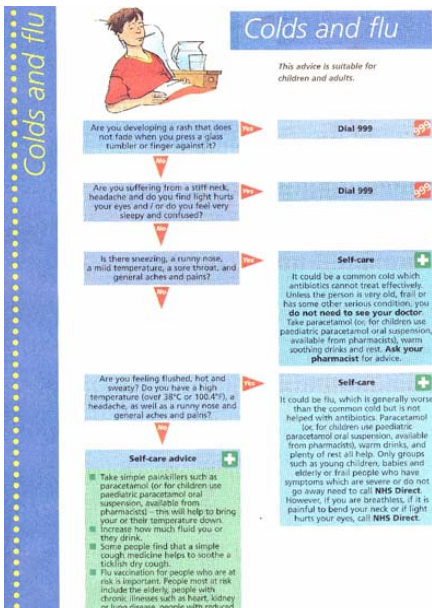 Colds and flu
Colds and flu
This advice is suitable for
children and adults.
Are you developing a rash that does
not fade when you press a glass
tumbler or finger against it?
Yes
Dial 999
999
No
Are you suffering from a stiff neck,
headache and do you find light hurts
your eyes and / or do you feel very
sleepy and confused?
Yes
Dial 999
999
No
Is there sneezing, a runny nose,
a mild temperature, a sore throat, and
general aches and pains?
Yes
No
Self-care
It could be a common cold which
antibiotics cannot treat effectively.
Unless the person is very old, frail or
has some other serious condition, you
do not need to see your doctor.
Take paracetamol (or, for children use
paediatric paracetamol oral suspension,
available from pharmacists), warm
soothing drinks and rest. Ask your
pharmacist for advice.
Are you feeling flushed, hot and
sweaty? Do you have a high
temperature (over 38°C or 100.4°F), a
headache, as well as a runny nose and
general aches and pains?
Yes
No
Self-care
It could be flu, which is generally worse
than the common cold but is not
helped with antibiotics. Paracetamol
(or, for children use paediatric
paracetamol oral suspension, available
from pharmacists), warm drinks, and
plenty of rest all help. Only groups
such as young children, babies and
elderly or frail people who have
symptoms which are severe or do not
go away need to call NHS Direct.
However, if you are breathless, if it is
painful to bend your neck or if light
hurts your eyes, call NHS Direct.
Self-care advice
Take simple painkillers such as
paracetamol (or for children use
paediatric paracetamol oral
suspension, available from
pharmacists) – this will help to bring
your or their temperature down.
Increase how much fluid you or
they drink.
Some people find that a simple
cough medicine helps to soothe a
ticklish dry cough.
Flu vaccination for people who are at
risk is important. People most at risk
include the elderly, people with
chronic illnesses such as heart, kidney
or lung disease, people with reduced